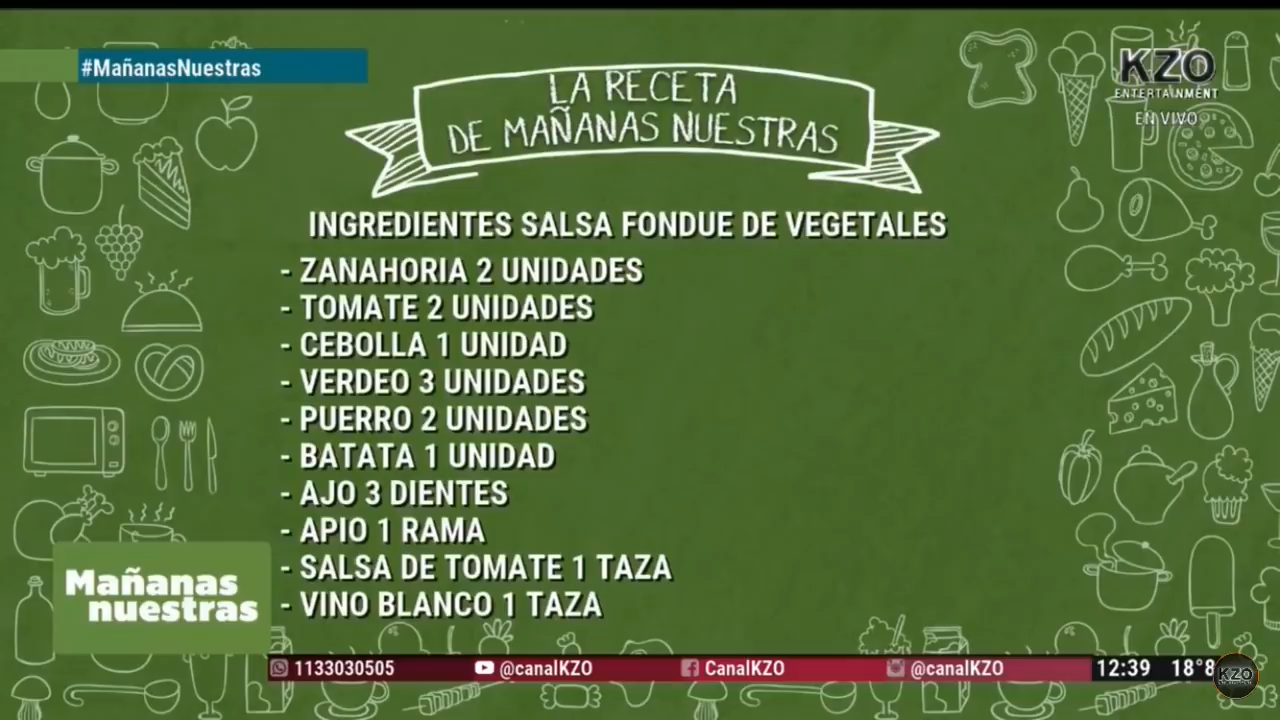 #MañanasNuestras
KZO
ENTERTAINMENT
EN VIVO
LA RECETA
DE MAÑANAS NUESTRAS
INGREDIENTES SALSA FONDUE DE VEGETALES
- ZANAHORIA 2 UNIDADES
- TOMATE 2 UNIDADES
- CEBOLLA 1 UNIDAD
- VERDEO 3 UNIDADES
- PUERRO 2 UNIDADES
- BATATA 1 UNIDAD
- AJO 3 DIENTES
- APIO 1 RAMA
- SALSA DE TOMATE 1 TAZA
- VINO BLANCO 1 TAZA
Mañanas
nuestras
1133030505 @canalKZO CanalKZO @canalKZO 12:39 18°8
KZO